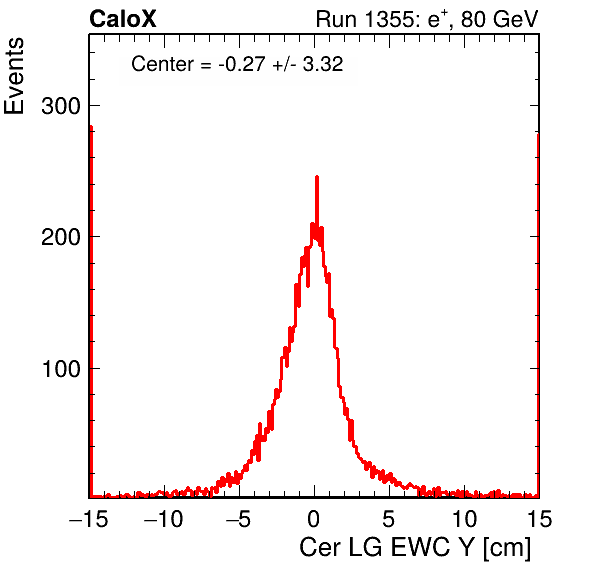 CaloX Run 1355: e⁺, 80 GeV
Center = -0.27 +/- 3.32
Events
300
200
100
−15 −10 −5 0 5 10 15
Cer LG EWC Y [cm]